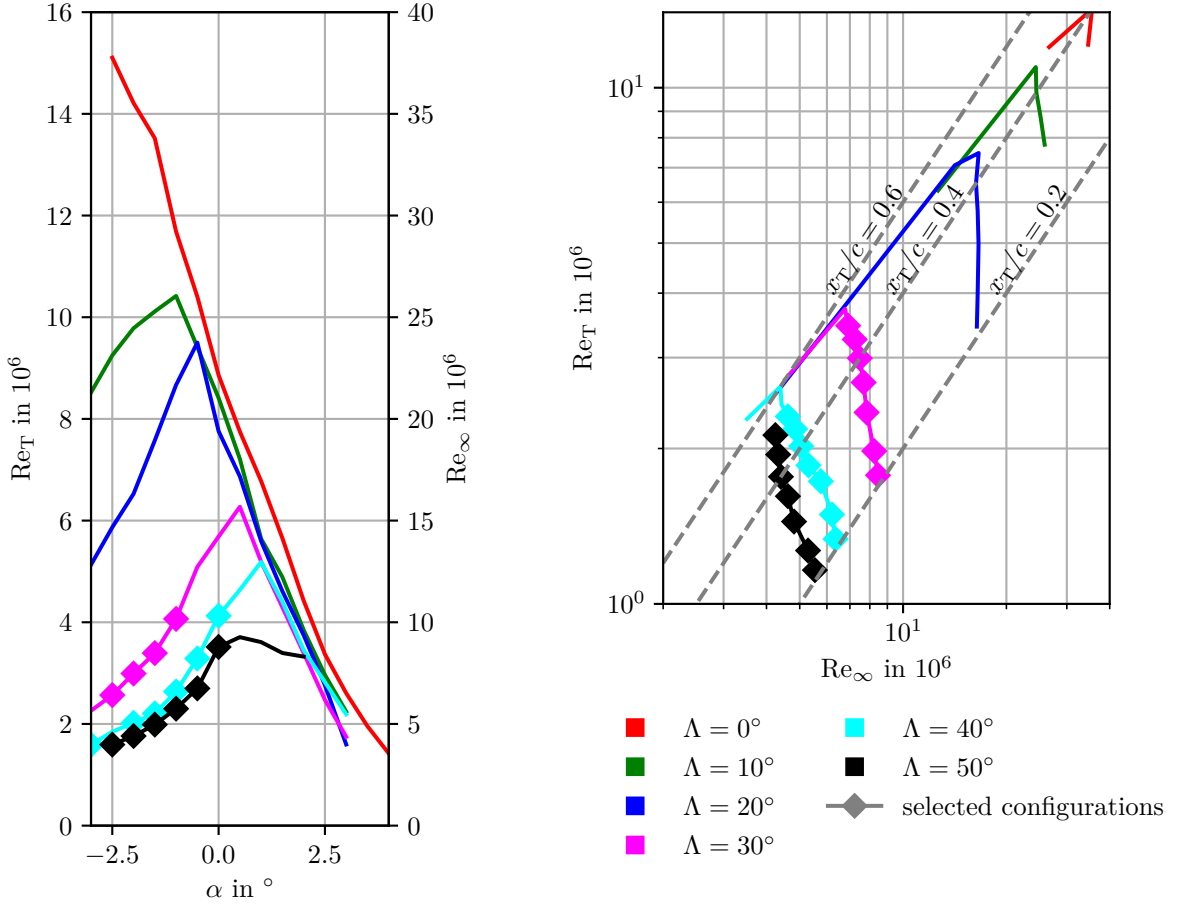 16
14
12
10
8
6
4
2
0
Re_T in 10^6
−2.5
0.0
2.5
α in °
40
35
30
25
20
15
10
5
0
Re_∞ in 10^6
10^1
10^0
Re_T in 10^6
x_T/c = 0.6
x_T/c = 0.4
x_T/c = 0.2
10^1
Re_∞ in 10^6
Λ = 0°
Λ = 10°
Λ = 20°
Λ = 30°
Λ = 40°
Λ = 50°
selected configurations